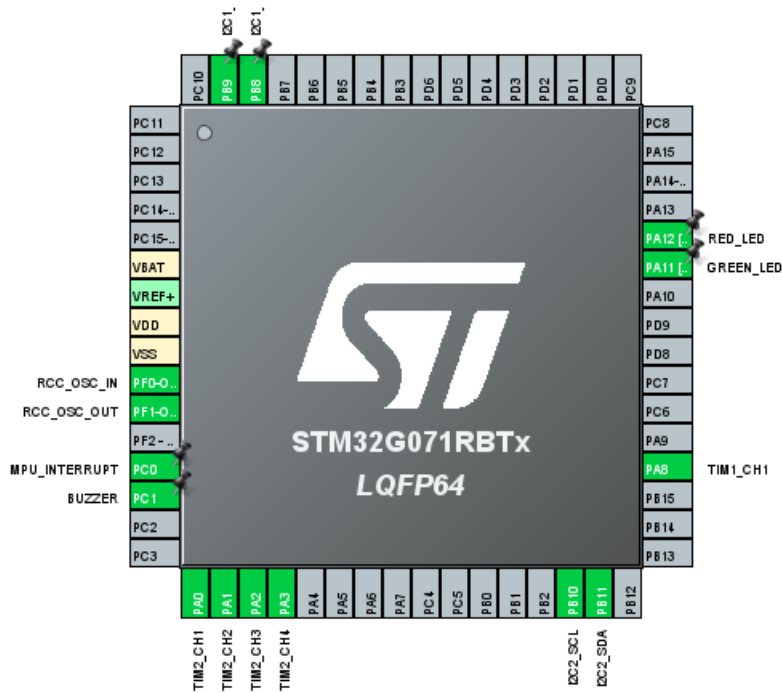 I2C1_
I2C1_
PC10
PB9
PB8
PB7
PB6
PB5
PB4
PB3
PD6
PD5
PD4
PD3
PD2
PD1
PD0
PC9
PC11
PC12
PC13
PC14-..
PC15-..
VBAT
VREF+
VDD
VSS
RCC_OSC_IN PF0-O..
RCC_OSC_OUT PF1-O..
PF2-..
MPU_INTERRUPT PC0
BUZZER PC1
PC2
PC3
PC8
PA15
PA14-..
PA13
PA12 [.. RED_LED
PA11 [.. GREEN_LED
PA10
PD9
PD8
PC7
PC6
PA9
PA8 TIM1_CH1
PB15
PB14
PB13
ST
STM32G071RBTx
LQFP64
PA0
PA1
PA2
PA3
PA4
PA5
PA6
PA7
PC4
PC5
PB0
PB1
PB2
PB10
PB11
PB12
TIM2_CH1
TIM2_CH2
TIM2_CH3
TIM2_CH4
I2C2_SCL
I2C2_SDA